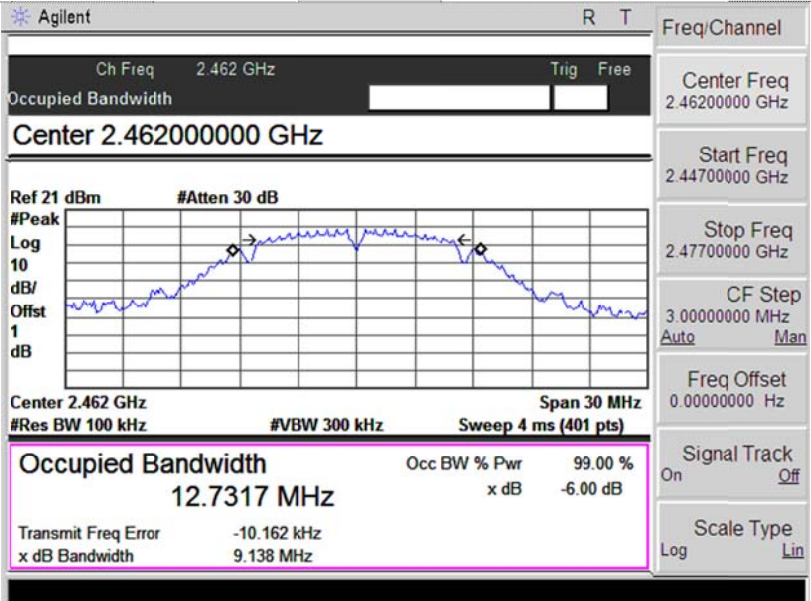 Agilent R T
Ch Freq 2.462 GHz Trig Free
Occupied Bandwidth
Center 2.462000000 GHz
Ref 21 dBm #Atten 30 dB
#Peak
Log
10
dB/
Offst
1
dB
Center 2.462 GHz Span 30 MHz
#Res BW 100 kHz #VBW 300 kHz Sweep 4 ms (401 pts)
Occupied Bandwidth Occ BW % Pwr 99.00 %
12.7317 MHz x dB -6.00 dB
Transmit Freq Error -10.162 kHz
x dB Bandwidth 9.138 MHz
Freq/Channel
Center Freq
2.46200000 GHz
Start Freq
2.44700000 GHz
Stop Freq
2.47700000 GHz
CF Step
3.00000000 MHz
Auto Man
Freq Offset
0.00000000 Hz
Signal Track
On Off
Scale Type
Log Lin